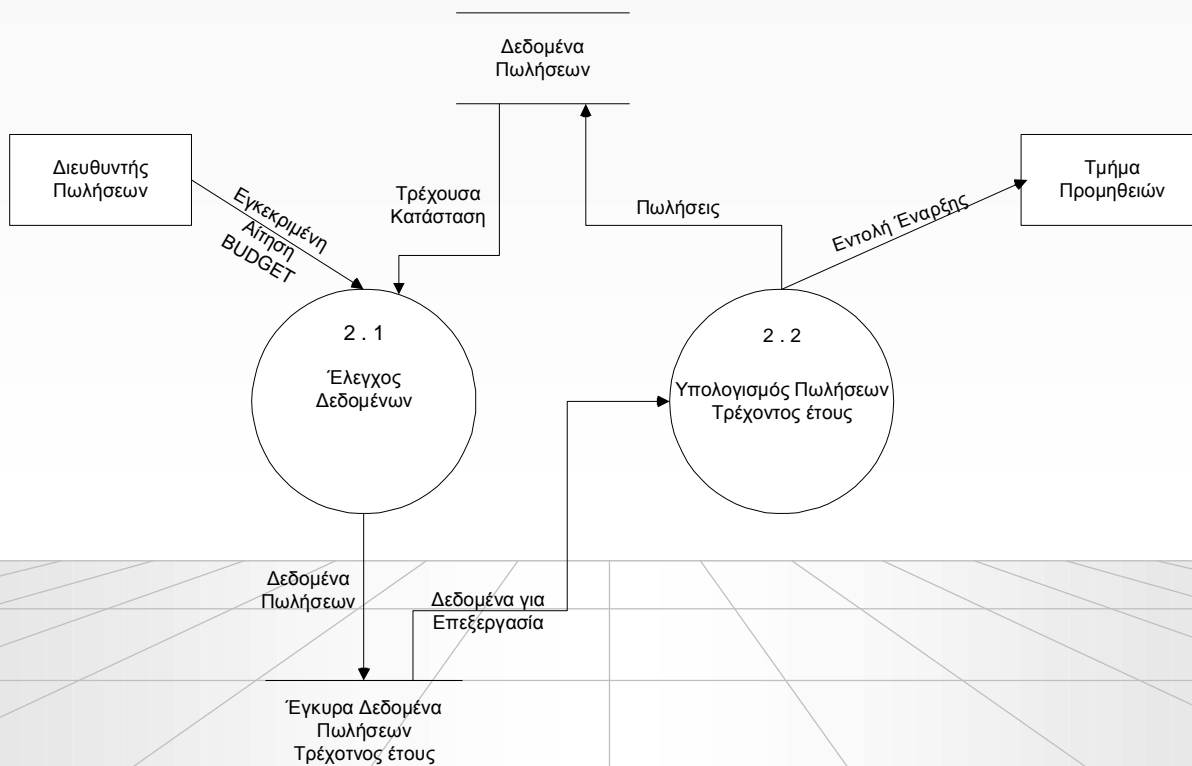 Δεδομένα
Πωλήσεων
Διευθυντής
Πωλήσεων
Τμήμα
Προμηθειών
Εγκεκριμένη
Αίτηση
BUDGET
Τρέχουσα
Κατάσταση
Πωλήσεις
Εντολή Έναρξης
2 . 1
Έλεγχος
Δεδομένων
2 . 2
Υπολογισμός Πωλήσεων
Τρέχοντος έτους
Δεδομένα
Πωλήσεων
Δεδομένα για
Επεξεργασία
Έγκυρα Δεδομένα
Πωλήσεων
Τρέχοτνος έτους